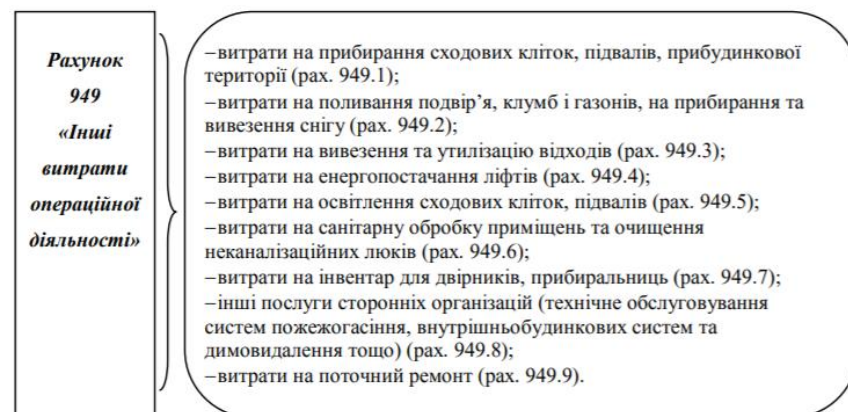 Рахунок
949
«Інші
витрати
операційної
діяльності»
–витрати на прибирання сходових кліток, підвалів, прибудинкової
території (рах. 949.1);
–витрати на поливання подвір’я, клумб і газонів, на прибирання та
вивезення снігу (рах. 949.2);
–витрати на вивезення та утилізацію відходів (рах. 949.3);
–витрати на енергопостачання ліфтів (рах. 949.4);
–витрати на освітлення сходових кліток, підвалів (рах. 949.5);
–витрати на санітарну обробку приміщень та очищення
неканалізаційних люків (рах. 949.6);
–витрати на інвентар для двірників, прибиральниць (рах. 949.7);
–інші послуги сторонніх організацій (технічне обслуговування
систем пожежогасіння, внутрішньобудинкових систем та
димовидалення тощо) (рах. 949.8);
–витрати на поточний ремонт (рах. 949.9).